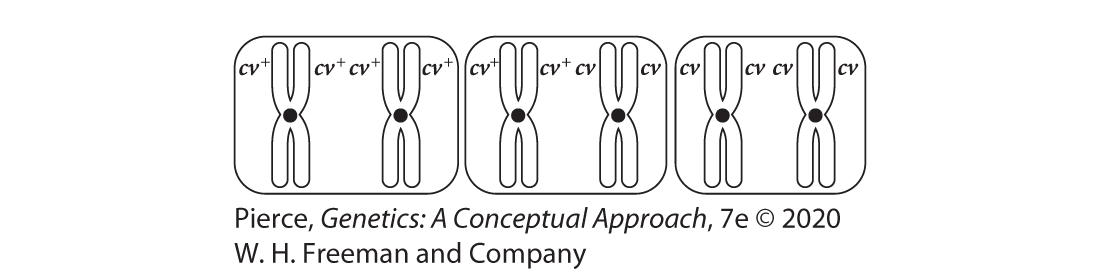 cv⁺ cv⁺ cv⁺ cv⁺ cv⁺ cv⁺ cv cv cv cv cv cv
Pierce, Genetics: A Conceptual Approach, 7e © 2020
W. H. Freeman and Company